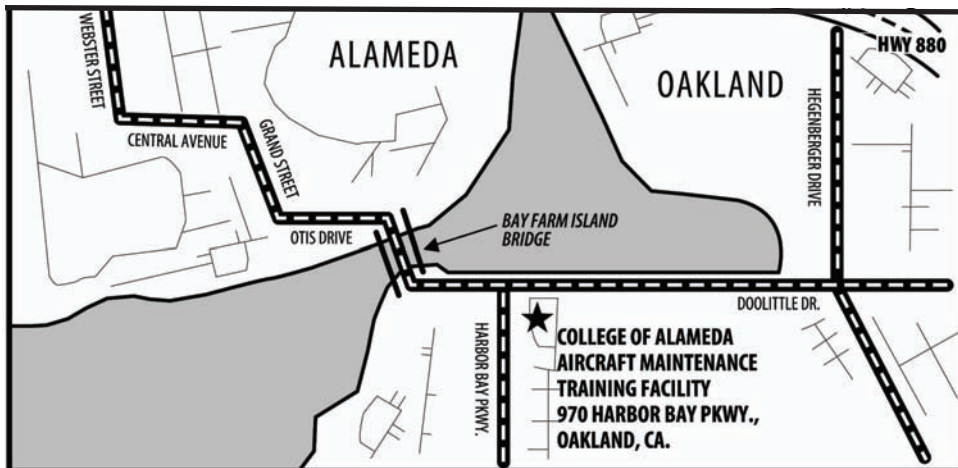 WEBSTER STREET
ALAMEDA
CENTRAL AVENUE
GRAND STREET
OTIS DRIVE
BAY FARM ISLAND
BRIDGE
OAKLAND
HWY 880
HEGENBERGER DRIVE
DOOLITTLE DR.
HARBOR BAY PKWY.
COLLEGE OF ALAMEDA
AIRCRAFT MAINTENANCE
TRAINING FACILITY
970 HARBOR BAY PKWY.,
OAKLAND, CA.